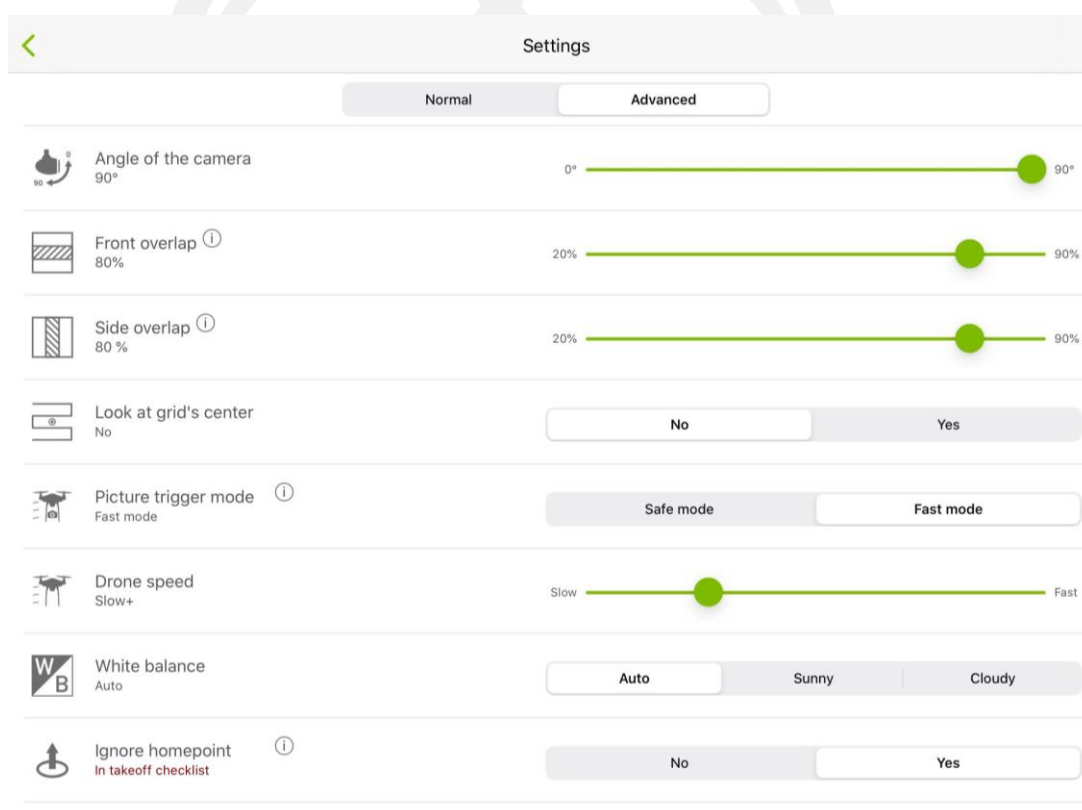 Settings
Normal Advanced
Angle of the camera
90°
0° 90°
0
90
Front overlap i
80%
20% 90%
Side overlap i
80 %
20% 90%
Look at grid's center
No
No Yes
Picture trigger mode i
Fast mode
Safe mode Fast mode
Drone speed
Slow+
Slow Fast
W
B
White balance
Auto
Auto Sunny Cloudy
Ignore homepoint i
In takeoff checklist
No Yes